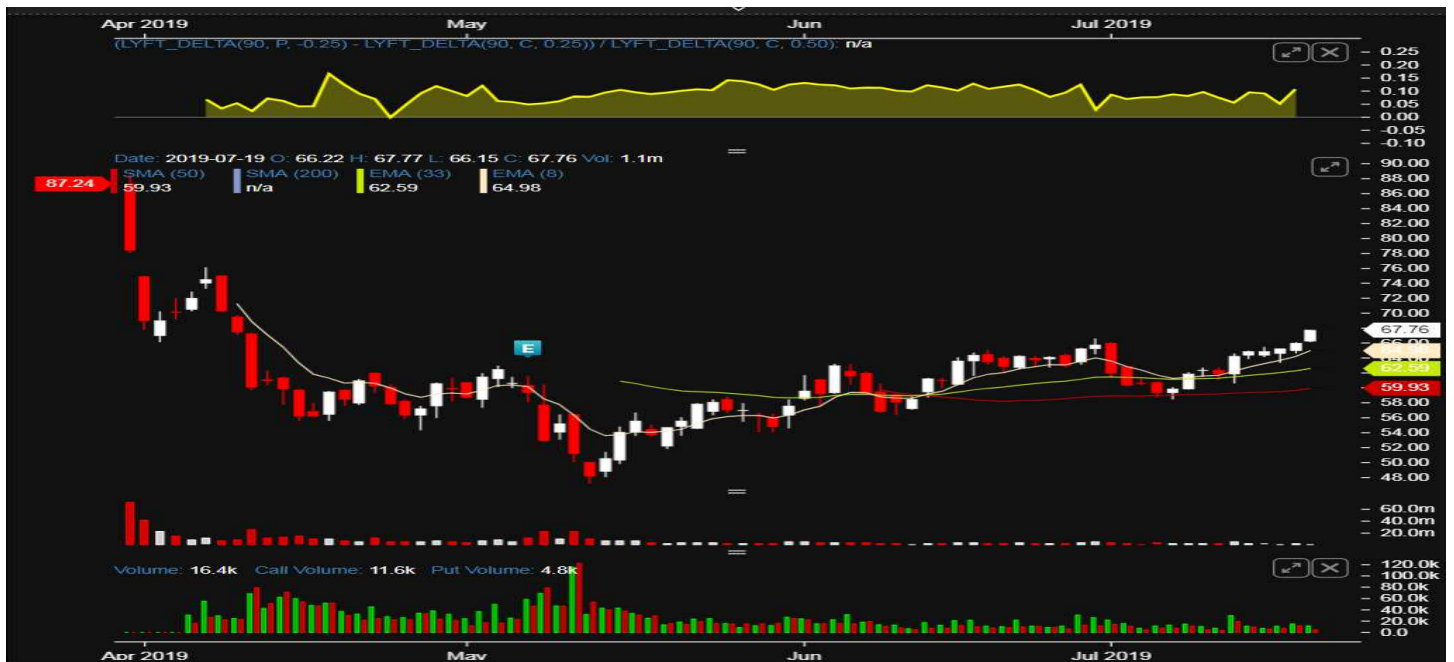 Apr 2019 May Jun Jul 2019
(LYFT_DELTA(90, P, -0.25) - LYFT_DELTA(90, C, 0.25)) / LYFT_DELTA(90, C, 0.50): n/a
0.25
0.20
0.15
0.10
0.05
0.00
-0.05
-0.10
Date: 2019-07-19 O: 66.22 H: 67.77 L: 66.15 C: 67.76 Vol: 1.1m
SMA (50) SMA (200) EMA (33) EMA (8)
59.93 n/a 62.59 64.98
87.24
90.00
88.00
86.00
84.00
82.00
80.00
78.00
76.00
74.00
72.00
70.00
67.76
62.59
59.93
58.00
56.00
54.00
52.00
50.00
48.00
E
60.0m
40.0m
20.0m
Volume: 16.4k Call Volume: 11.6k Put Volume: 4.8k
120.0k
100.0k
80.0k
60.0k
40.0k
20.0k
0.0
Apr 2019 May Jun Jul 2019